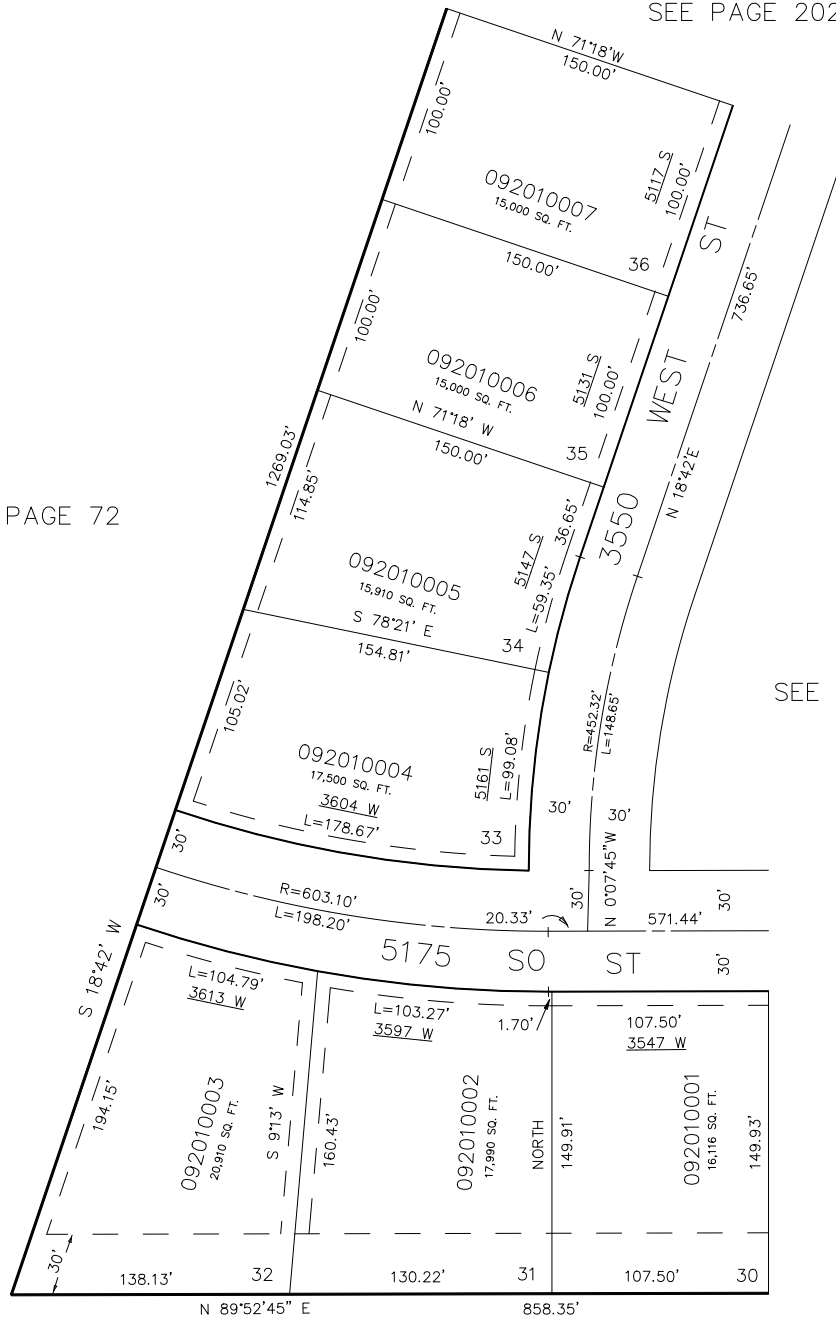 SEE PAGE 202
N 71°18'W
150.00'
100.00'
5117 S
100.00'
092010007
15,000 SQ. FT.
36
ST
150.00'
736.65'
100.00'
092010006
15,000 SQ. FT.
5131 S
100.00'
WEST
N 71°18' W
150.00'
35
1269.03'
114.85'
N 18°42'E
PAGE 72
3550
36.65'
5147 S
L=59.35'
092010005
15,910 SQ. FT.
S 78°21' E
154.81'
34
SEE
105.02'
R=452.32'
L=148.65'
092010004
17,500 SQ. FT.
3604 W
L=178.67'
5161 S
L=99.08'
33
30'
30'
30'
30'
R=603.10'
L=198.20'
20.33'
30'
N 0°07'45"W
571.44'
30'
5175 SO ST
30'
S 18°42' W
L=104.79'
3613 W
L=103.27'
3597 W
1.70'
107.50'
3547 W
194.15'
092010003
20,910 SQ. FT.
S 9°13' W
160.43'
092010002
17,990 SQ. FT.
NORTH
149.91'
092010001
16,116 SQ. FT.
149.93'
30'
138.13'
32
130.22'
31
107.50'
30
N 89°52'45" E
858.35'